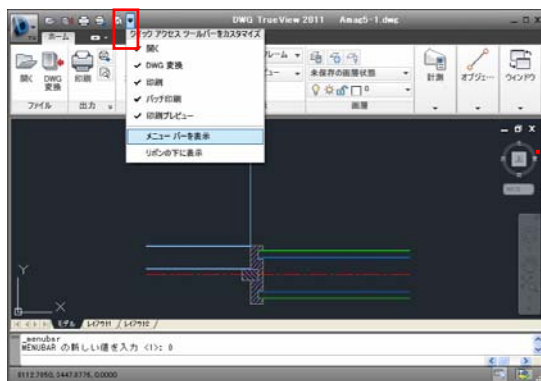 DWG TrueView 2011 Amac5-1.dwg
ホーム
クイック アクセス ツールバーをカスタマイズ
開く
DWG 変換
印刷
バッチ印刷
印刷プレビュー
メニュー バーを表示
リボンの下に表示
開く
DWG
変換
印刷
ファイル
出力
未保存の画層状態
0
画層
計測
オブジェ…
ウィンドウ
Y
X
モデル
レイアウト1
レイアウト2
_menubar
MENUBAR の新しい値を入力 <1>: 0